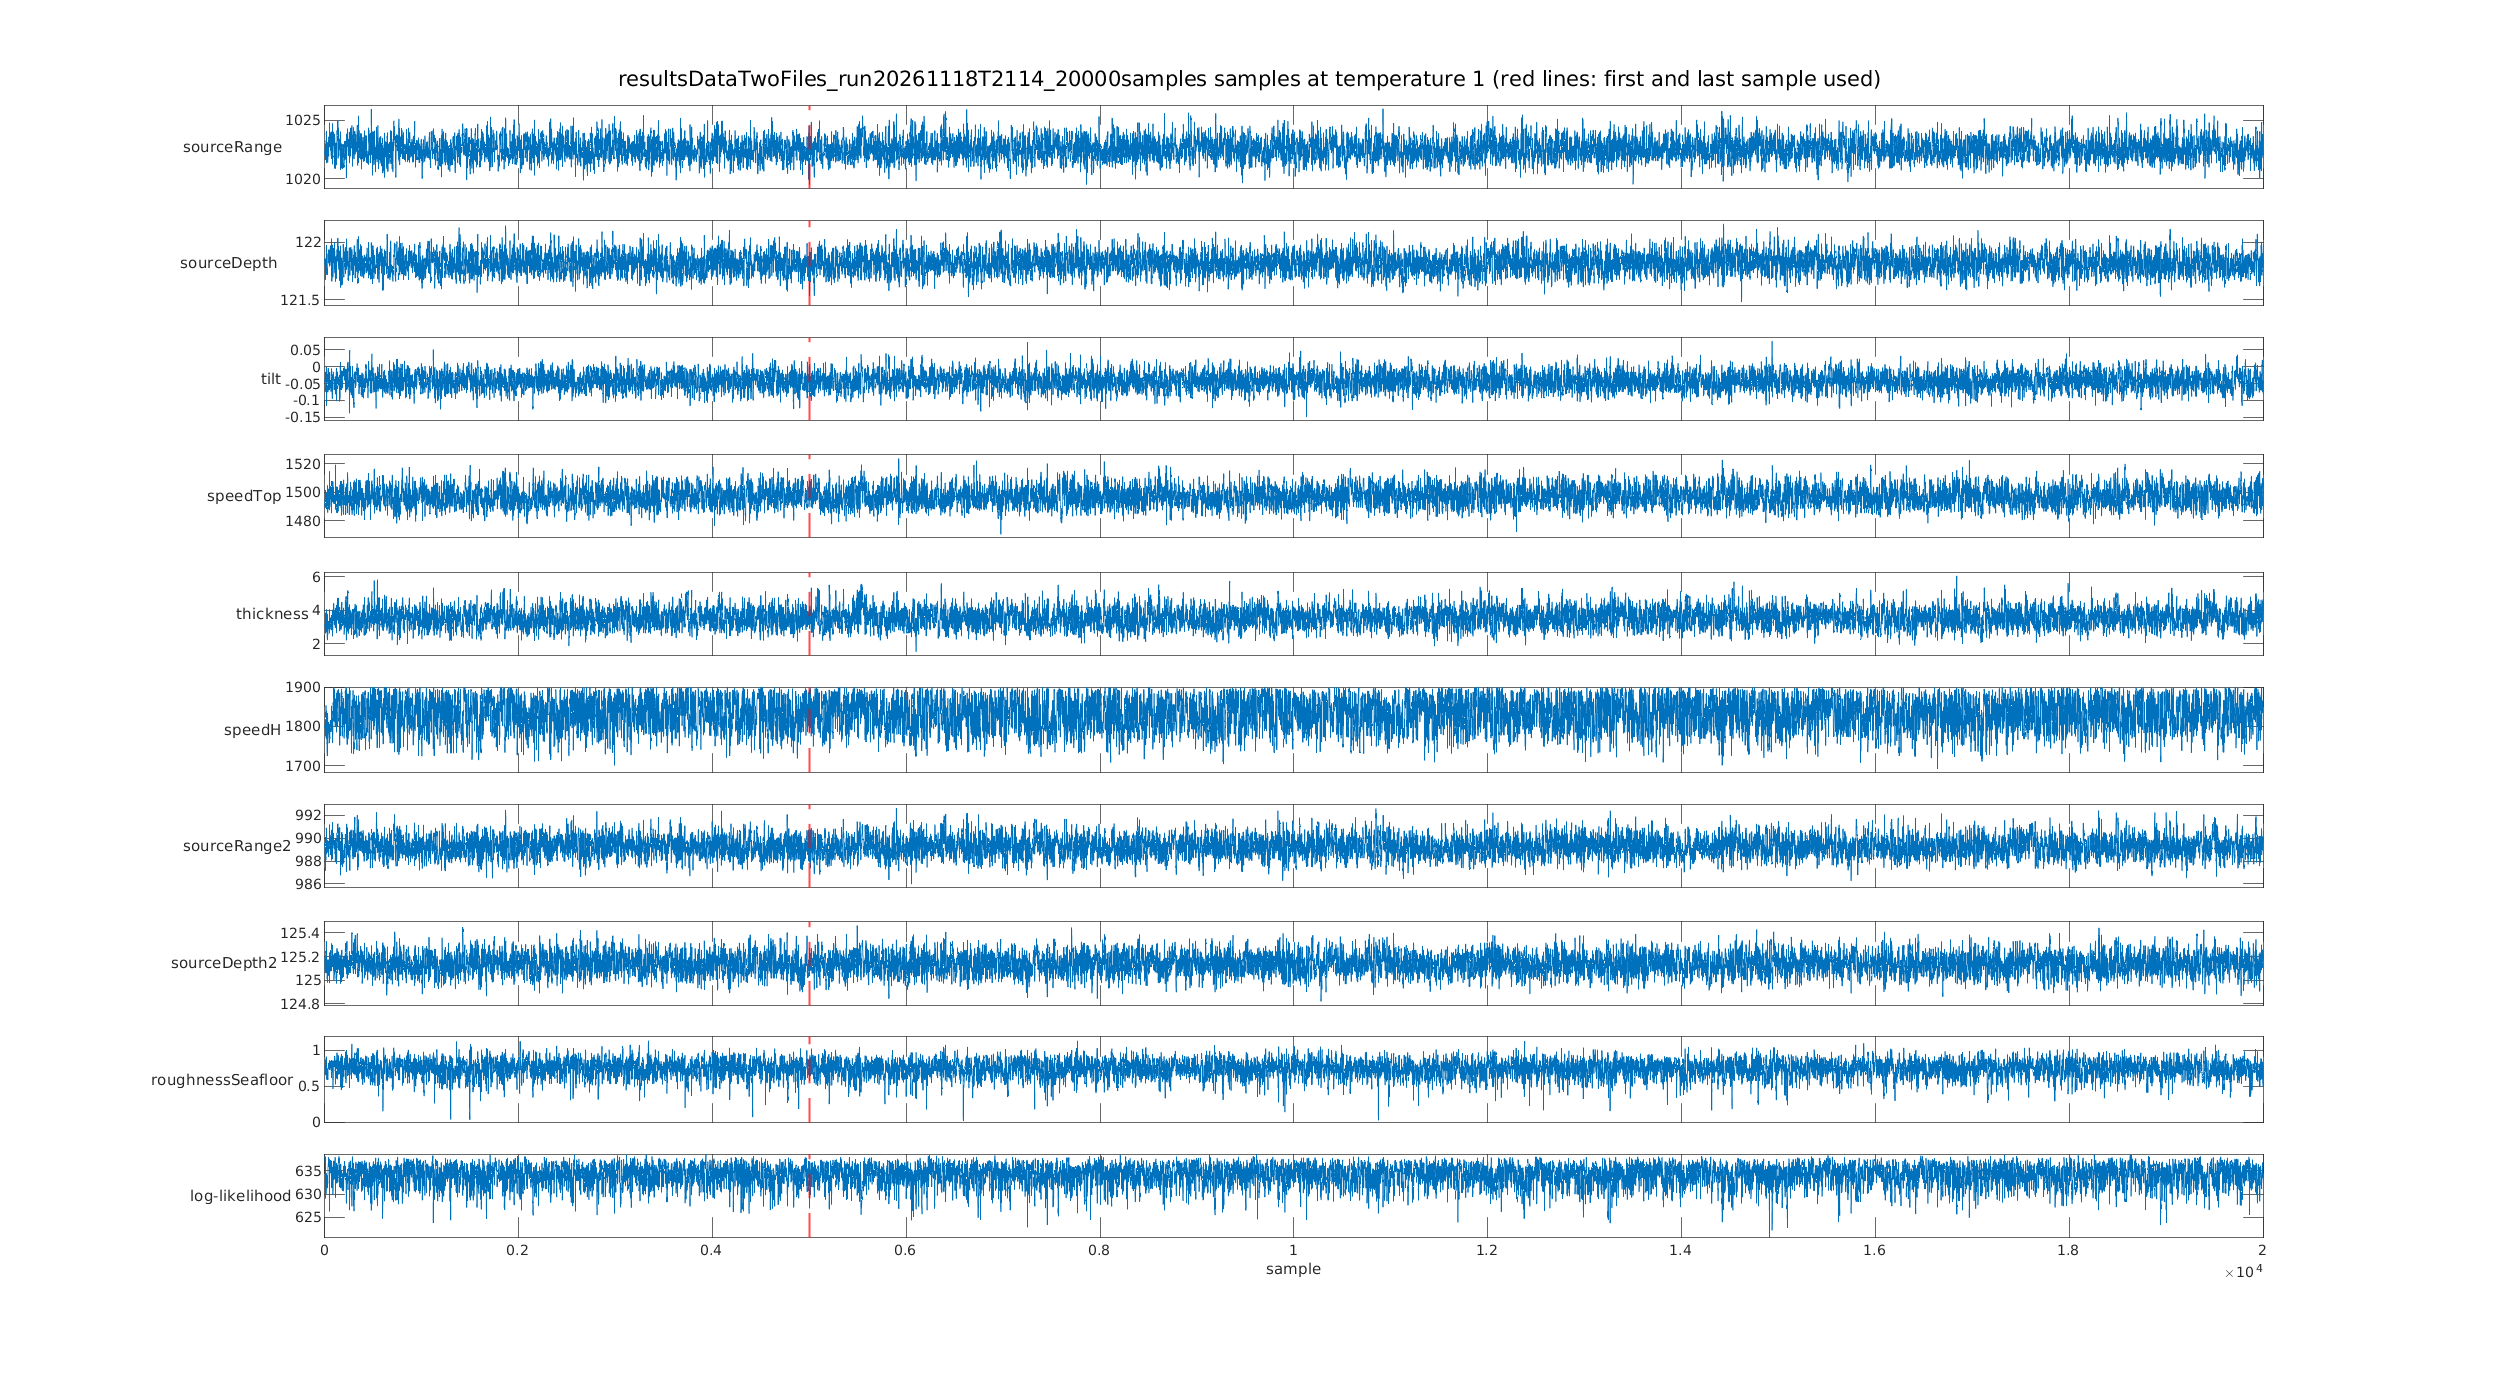 resultsDataTwoFiles_run20261118T2114_20000samples samples at temperature 1 (red lines: first and last sample used)
1025
sourceRange
1020
122
sourceDepth
121.5
0.05
0
tilt -0.05
-0.1
-0.15
1520
speedTop 1500
1480
6
thickness 4
2
1900
speedH 1800
1700
992
990
sourceRange2
988
986
125.4
sourceDepth2 125.2
125
124.8
1
roughnessSeafloor 0.5
0
635
log-likelihood 630
625
0 0.2 0.4 0.6 0.8 1 1.2 1.4 1.6 1.8 2
sample
×10^4